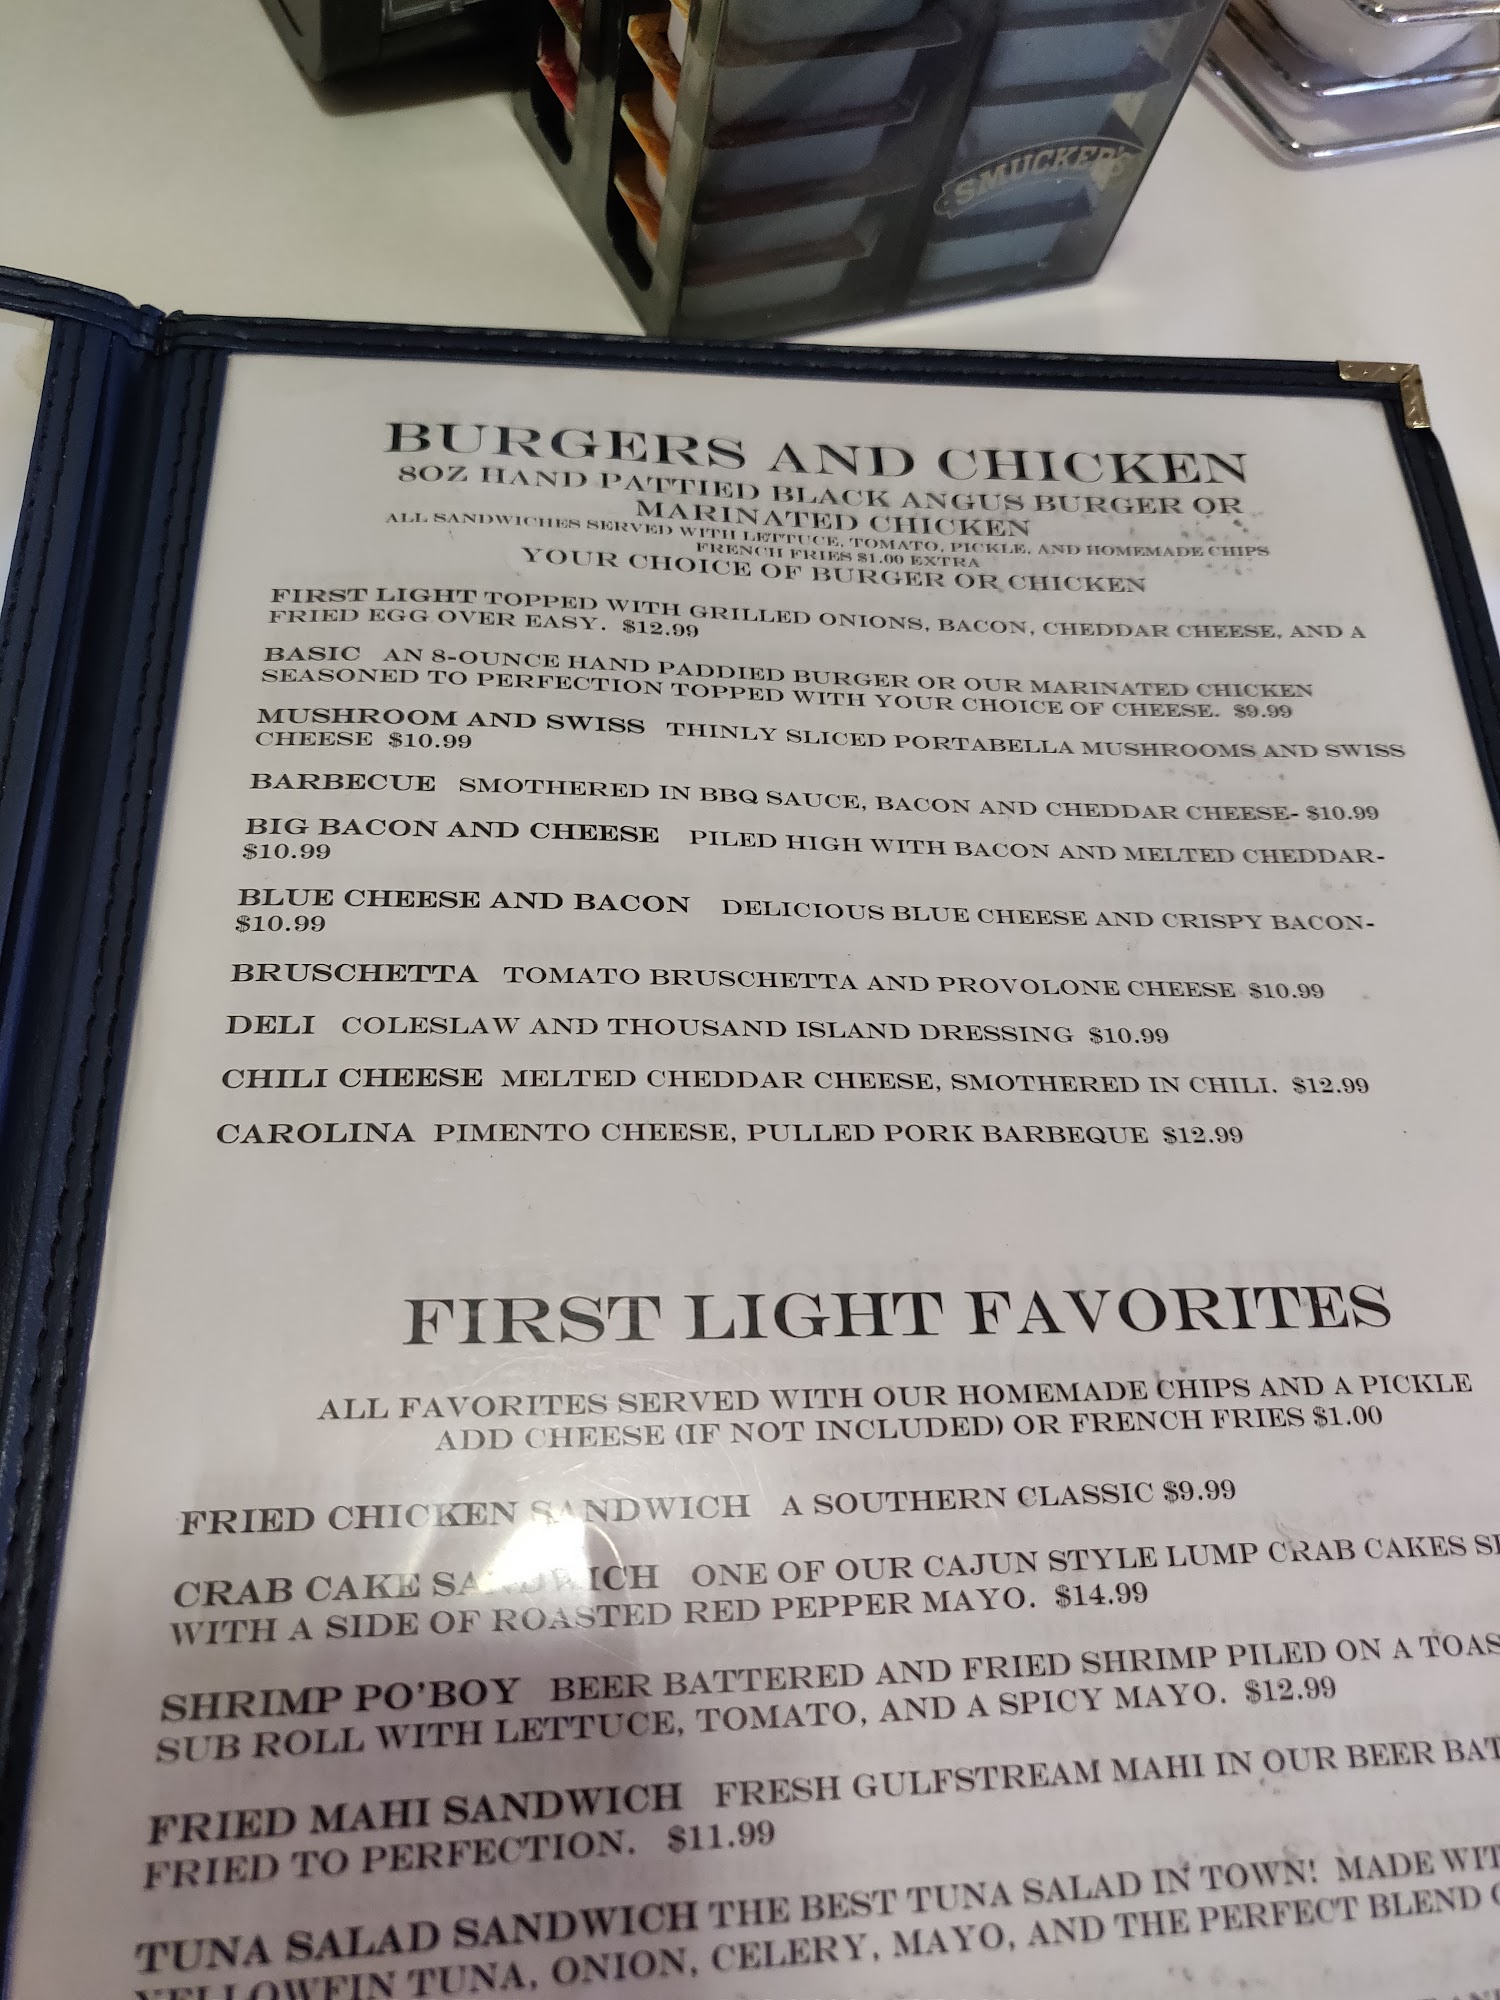 SMUCKER'S
BURGERS AND CHICKEN
8OZ HAND PATTIED BLACK ANGUS BURGER OR
MARINATED CHICKEN
ALL SANDWICHES SERVED WITH LETTUCE, TOMATO, PICKLE, AND HOMEMADE CHIPS
FRENCH FRIES $1.00 EXTRA
YOUR CHOICE OF BURGER OR CHICKEN
FIRST LIGHT TOPPED WITH GRILLED ONIONS, BACON, CHEDDAR CHEESE, AND A
FRIED EGG OVER EASY. $12.99
BASIC AN 8-OUNCE HAND PADDIED BURGER OR OUR MARINATED CHICKEN
SEASONED TO PERFECTION TOPPED WITH YOUR CHOICE OF CHEESE. $9.99
MUSHROOM AND SWISS THINLY SLICED PORTABELLA MUSHROOMS AND SWISS
CHEESE $10.99
BARBECUE SMOTHERED IN BBQ SAUCE, BACON AND CHEDDAR CHEESE- $10.99
BIG BACON AND CHEESE PILED HIGH WITH BACON AND MELTED CHEDDAR-
$10.99
BLUE CHEESE AND BACON DELICIOUS BLUE CHEESE AND CRISPY BACON-
$10.99
BRUSCHETTA TOMATO BRUSCHETTA AND PROVOLONE CHEESE $10.99
DELI COLESLAW AND THOUSAND ISLAND DRESSING $10.99
CHILI CHEESE MELTED CHEDDAR CHEESE, SMOTHERED IN CHILI. $12.99
CAROLINA PIMENTO CHEESE, PULLED PORK BARBEQUE $12.99
FIRST LIGHT FAVORITES
ALL FAVORITES SERVED WITH OUR HOMEMADE CHIPS AND A PICKLE
ADD CHEESE (IF NOT INCLUDED) OR FRENCH FRIES $1.00
FRIED CHICKEN SANDWICH A SOUTHERN CLASSIC $9.99
CRAB CAKE SANDWICH ONE OF OUR CAJUN STYLE LUMP CRAB CAKES
WITH A SIDE OF ROASTED RED PEPPER MAYO. $14.99
SHRIMP PO'BOY BEER BATTERED AND FRIED SHRIMP PILED ON A TOAS
SUB ROLL WITH LETTUCE, TOMATO, AND A SPICY MAYO. $12.99
FRIED MAHI SANDWICH FRESH GULFSTREAM MAHI IN OUR BEER BAT
FRIED TO PERFECTION. $11.99
TUNA SALAD SANDWICH THE BEST TUNA SALAD IN TOWN! MADE WIT
YELLOWFIN TUNA, ONION, CELERY, MAYO, AND THE PERFECT BLEND